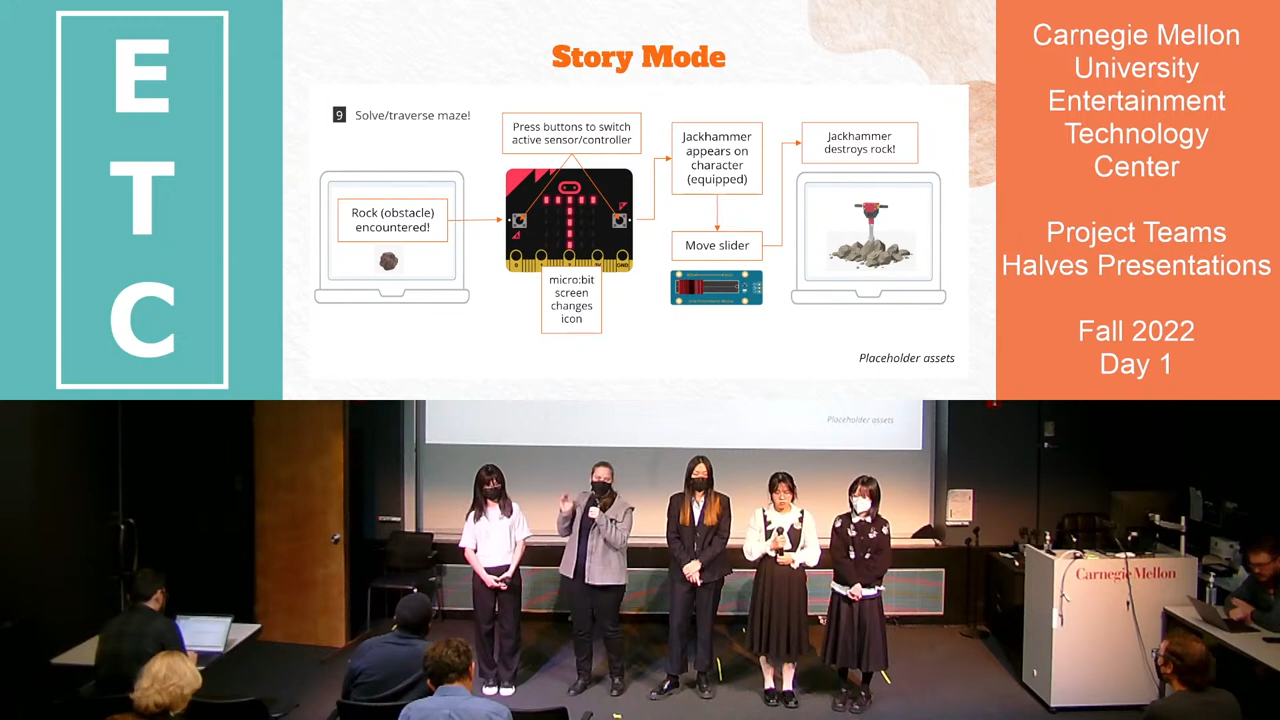 E
T
C
Story Mode
9 Solve/traverse maze!
Rock (obstacle)
encountered!
Press buttons to switch
active sensor/controller
micro:bit
screen
changes
icon
Jackhammer
appears on
character
(equipped)
Move slider
Jackhammer
destroys rock!
Placeholder assets
Carnegie Mellon
University
Entertainment
Technology
Center
Project Teams
Halves Presentations
Fall 2022
Day 1
Placeholder assets
Carnegie Mellon